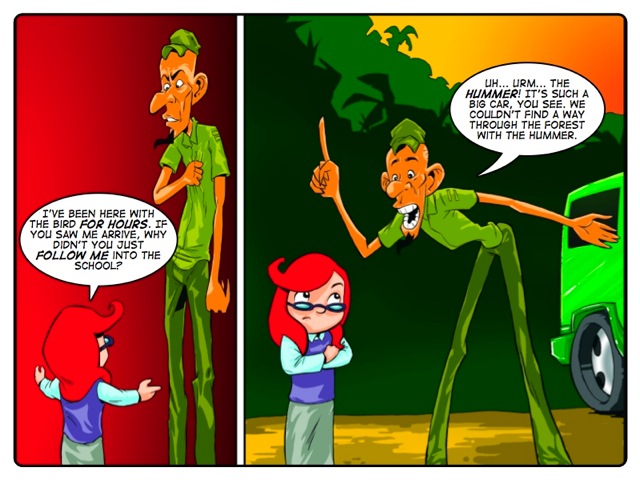 I'VE BEEN HERE WITH
THE BIRD FOR HOURS. IF
YOU SAW ME ARRIVE, WHY
DIDN'T YOU JUST
FOLLOW ME INTO THE
SCHOOL?
UH... URM... THE
HUMMER! IT'S SUCH A
BIG CAR, YOU SEE. WE
COULDN'T FIND A WAY
THROUGH THE FOREST
WITH THE HUMMER.